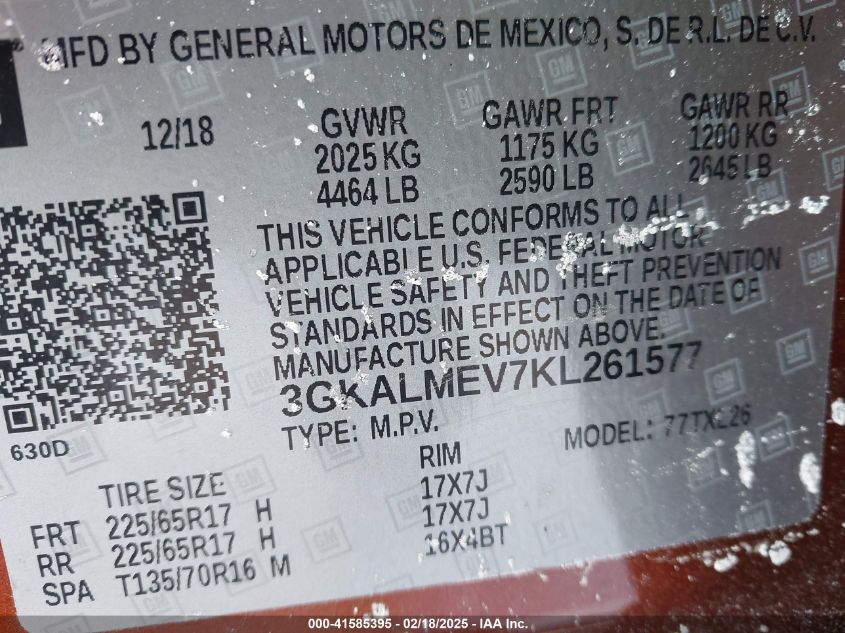 MFD BY GENERAL MOTORS DE MEXICO, S. DE R.L. DE C.V.
12/18 GVWR GAWR FRT GAWR RR
2025 KG 1175 KG 1200 KG
4464 LB 2590 LB 2645 LB
THIS VEHICLE CONFORMS TO ALL
APPLICABLE U.S. FEDERAL MOTOR
VEHICLE SAFETY AND THEFT PREVENTION
STANDARDS IN EFFECT ON THE DATE OF
MANUFACTURE SHOWN ABOVE.
3GKALMEV7KL261577
630D
TYPE: M.P.V. MODEL: 77TXL26
TIRE SIZE RIM
FRT 225/65R17 H 17X7J
RR 225/65R17 H 17X7J
SPA T135/70R16 M 16X4BT
000-41585395 - 02/18/2025 - IAA Inc.